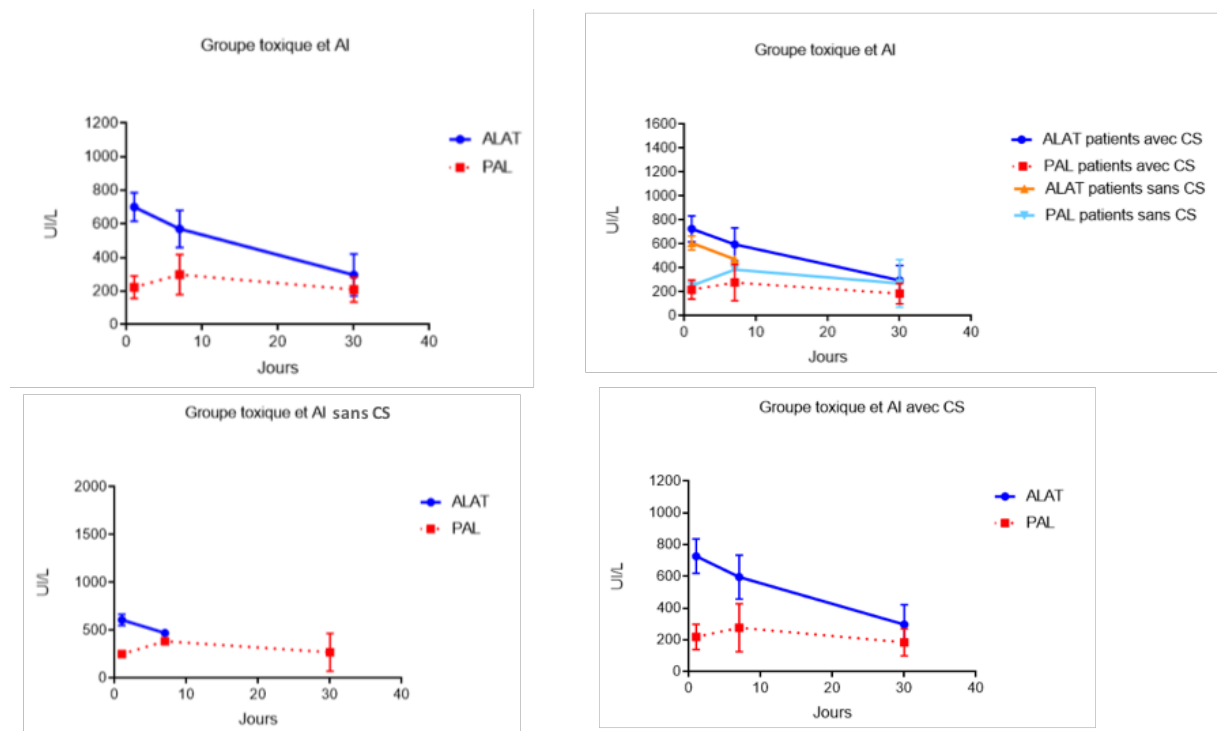 Groupe toxique et AI
1200
1000
800
600
400
200
0
UI/L
0 10 20 30 40
Jours
ALAT
PAL
Groupe toxique et AI
1600
1400
1200
1000
800
600
400
200
0
UI/L
0 10 20 30 40
Jours
ALAT patients avec CS
PAL patients avec CS
ALAT patients sans CS
PAL patients sans CS
Groupe toxique et AI sans CS
2000
1500
1000
500
0
UI/L
0 10 20 30 40
Jours
ALAT
PAL
Groupe toxique et AI avec CS
1200
1000
800
600
400
200
0
UI/L
0 10 20 30 40
Jours
ALAT
PAL